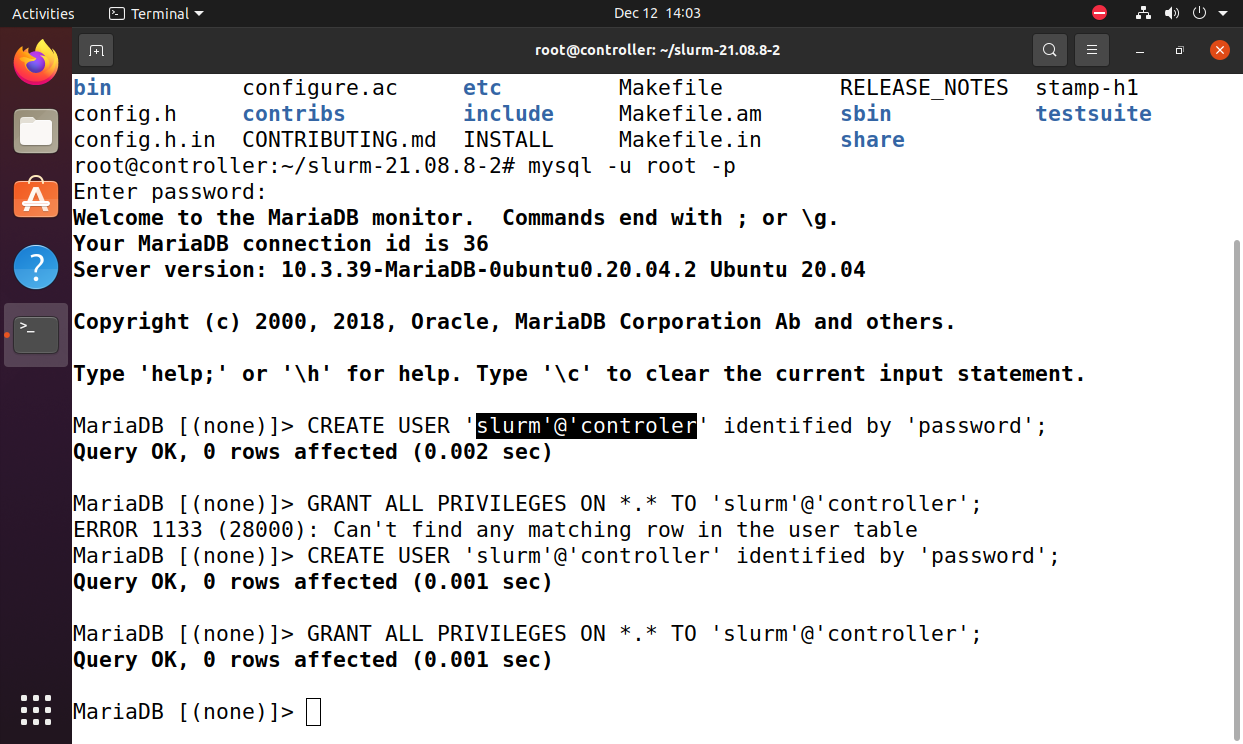 Activities Terminal Dec 12 14:03
root@controller: ~/slurm-21.08.8-2
bin configure.ac etc Makefile RELEASE_NOTES stamp-h1
config.h contribs include Makefile.am sbin testsuite
config.h.in CONTRIBUTING.md INSTALL Makefile.in share
root@controller:~/slurm-21.08.8-2# mysql -u root -p
Enter password:
Welcome to the MariaDB monitor.  Commands end with ; or \g.
Your MariaDB connection id is 36
Server version: 10.3.39-MariaDB-0ubuntu0.20.04.2 Ubuntu 20.04
Copyright (c) 2000, 2018, Oracle, MariaDB Corporation Ab and others.
Type 'help;' or '\h' for help. Type '\c' to clear the current input statement.
MariaDB [(none)]> CREATE USER 'slurm'@'controler' identified by 'password';
Query OK, 0 rows affected (0.002 sec)
MariaDB [(none)]> GRANT ALL PRIVILEGES ON *.* TO 'slurm'@'controller';
ERROR 1133 (28000): Can't find any matching row in the user table
MariaDB [(none)]> CREATE USER 'slurm'@'controller' identified by 'password';
Query OK, 0 rows affected (0.001 sec)
MariaDB [(none)]> GRANT ALL PRIVILEGES ON *.* TO 'slurm'@'controller';
Query OK, 0 rows affected (0.001 sec)
MariaDB [(none)]>